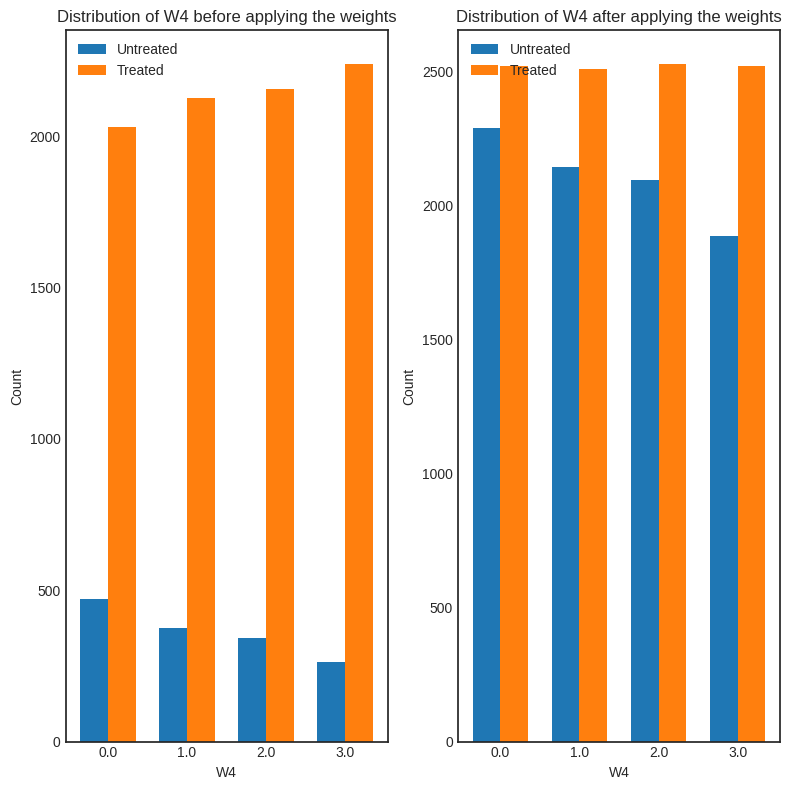 Distribution of W4 before applying the weights
Untreated
Treated
2000
1500
1000
500
0
Count
0.0 1.0 2.0 3.0
W4
Distribution of W4 after applying the weights
Untreated
Treated
2500
2000
1500
1000
500
0
Count
0.0 1.0 2.0 3.0
W4